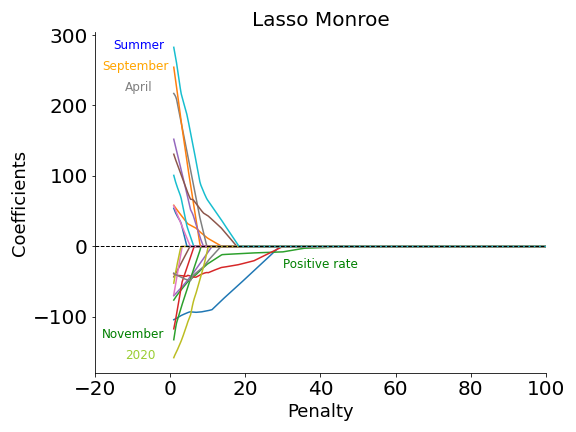 Lasso Monroe
300
200
100
0
−100
Coefficients
Summer
September
April
Positive rate
November
2020
−20
0
20
40
60
80
100
Penalty